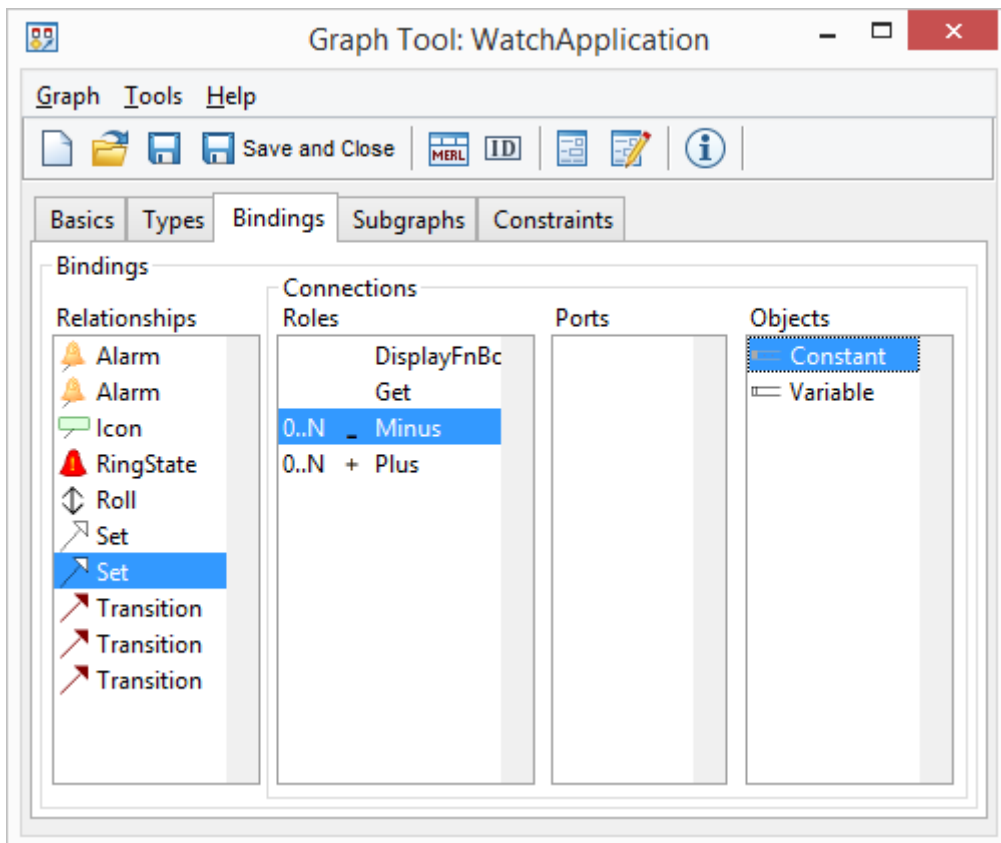 Graph Tool: WatchApplication
Graph Tools Help
Save and Close MERL ID i
Basics Types Bindings Subgraphs Constraints
Bindings
Connections
Relationships Roles Ports Objects
Alarm DisplayFnBc Constant
Alarm Get Variable
Icon 0..N _ Minus
RingState 0..N + Plus
Roll
Set
Set
Transition
Transition
Transition